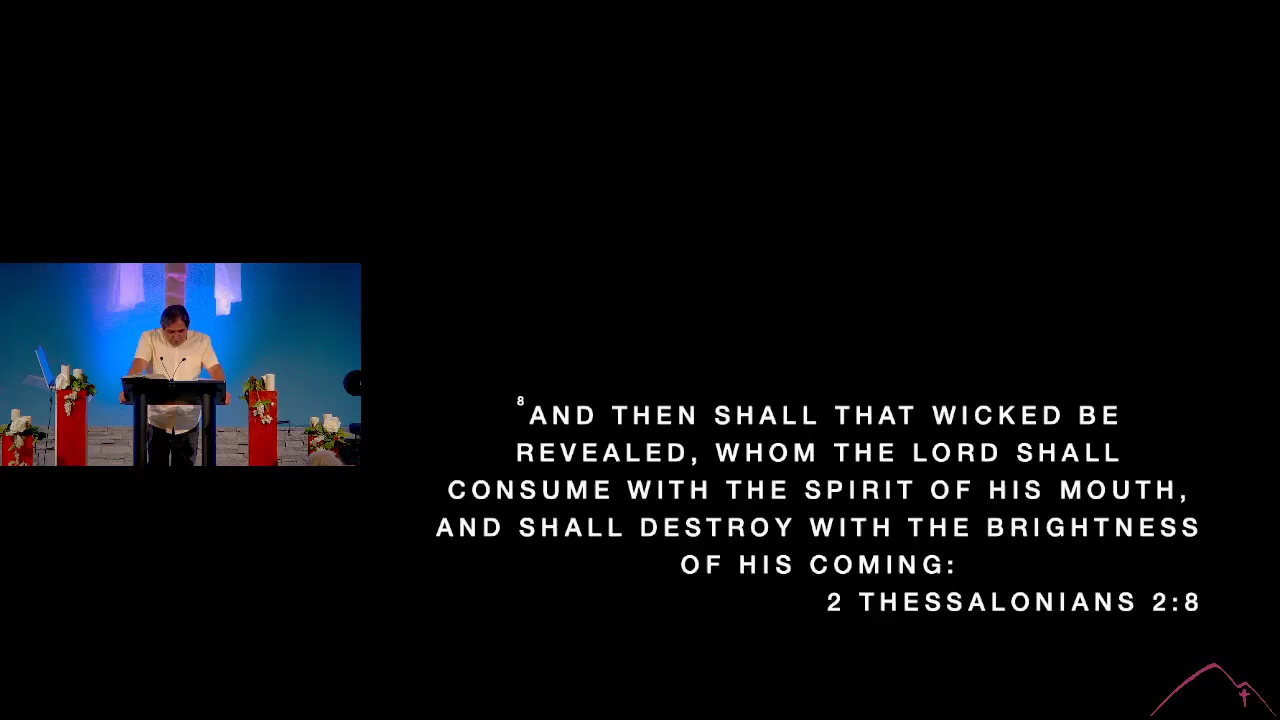 ⁸AND THEN SHALL THAT WICKED BE
REVEALED, WHOM THE LORD SHALL
CONSUME WITH THE SPIRIT OF HIS MOUTH,
AND SHALL DESTROY WITH THE BRIGHTNESS
OF HIS COMING:
2 THESSALONIANS 2:8